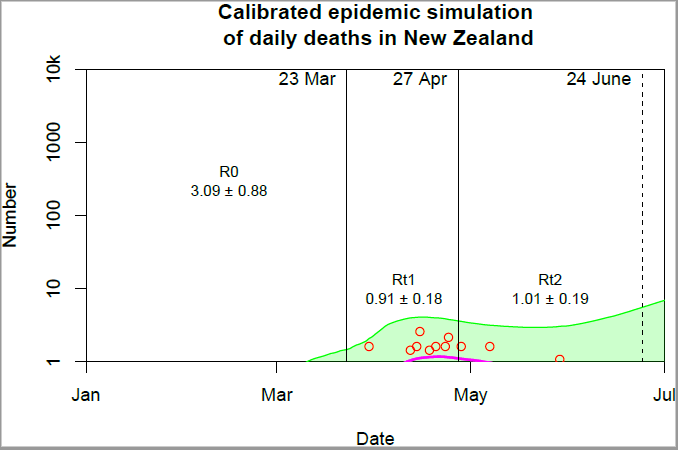 Calibrated epidemic simulation
of daily deaths in New Zealand
10k
1000
100
10
1
Number
23 Mar
27 Apr
24 June
R0
3.09 ± 0.88
Rt1
0.91 ± 0.18
Rt2
1.01 ± 0.19
Jan
Mar
May
Jul
Date